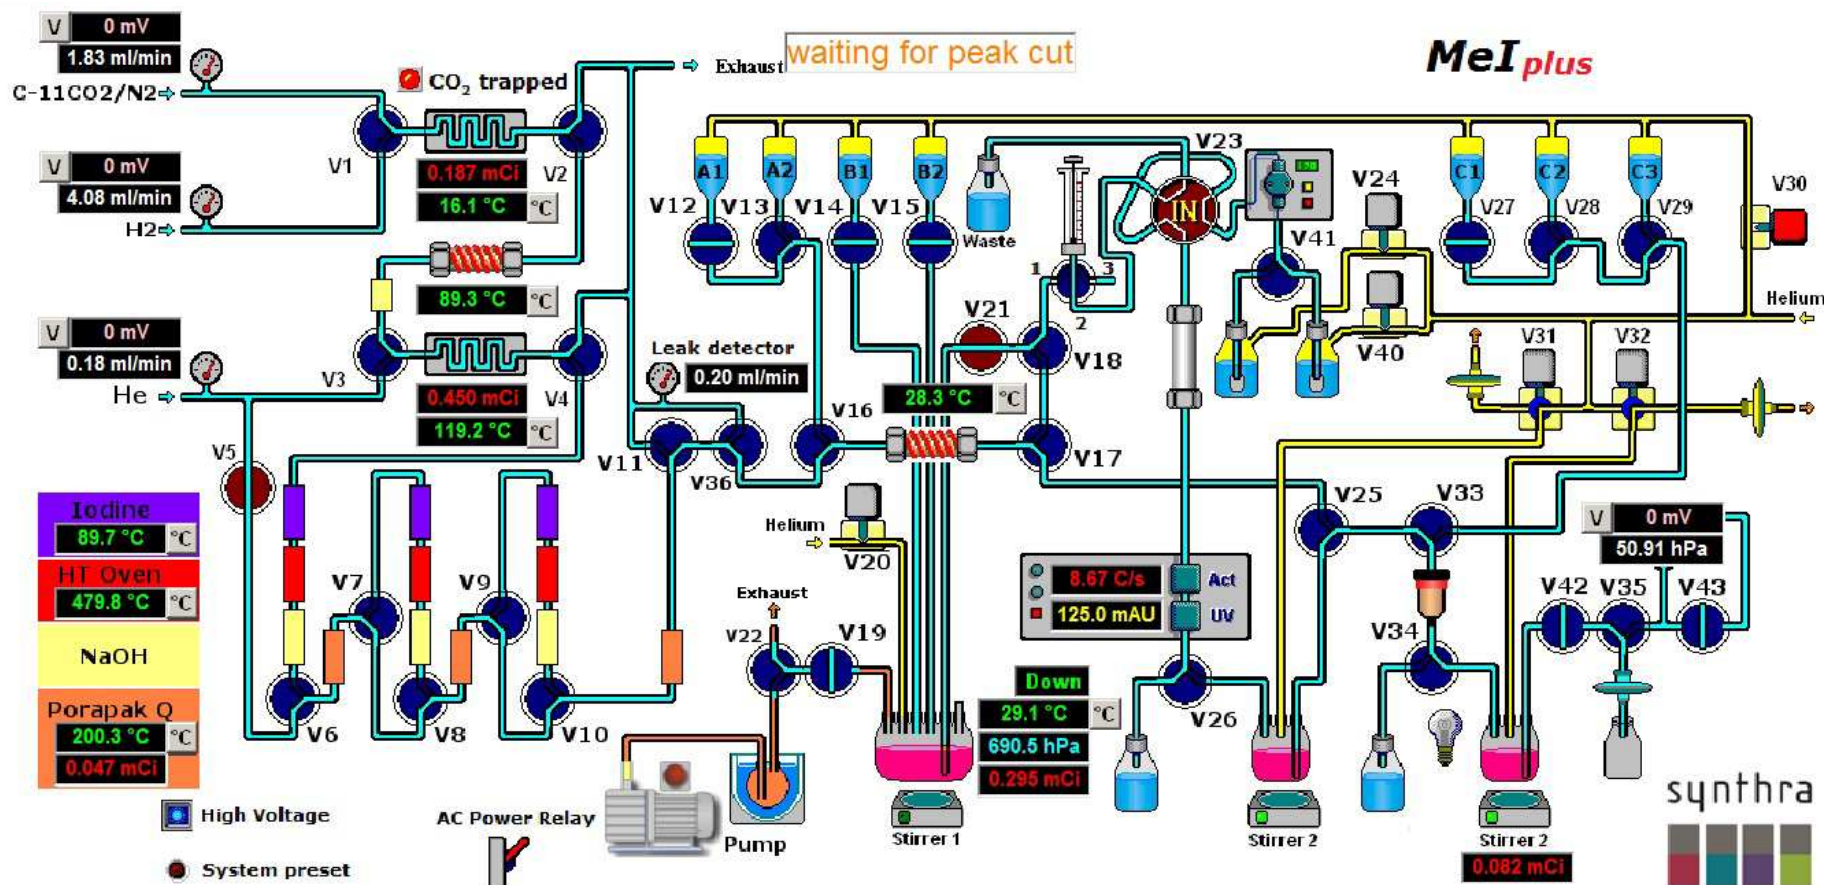 V 0 mV
1.83 ml/min
C-11CO2/N2
CO2 trapped
Exhaust
waiting for peak cut
MeI plus
V1
V2
0.187 mCi
16.1 °C °C
V 0 mV
4.08 ml/min
H2
89.3 °C °C
V 0 mV
0.18 ml/min
He
V3
V4
0.450 mCi
119.2 °C °C
Leak detector
0.20 ml/min
A1
A2
B1
B2
V12
V13
V14
V15
Waste
V23
IN
V41
V24
V40
C1
C2
C3
V27
V28
V29
V30
Helium
1
3
2
V21
V18
28.3 °C °C
V31
V32
V5
V11
V36
V16
V17
V25
V33
Helium
V20
V 0 mV
50.91 hPa
Iodine
89.7 °C °C
HT Oven
479.8 °C °C
NaOH
Porapak Q
200.3 °C °C
0.047 mCi
V7
V9
V6
V8
V10
Exhaust
V22
V19
8.67 C/s Act
125.0 mAU UV
V42
V35
V43
V34
V26
Down
29.1 °C °C
690.5 hPa
0.295 mCi
High Voltage
AC Power Relay
Pump
Stirrer 1
Stirrer 2
Stirrer 2
0.082 mCi
System preset
synthra